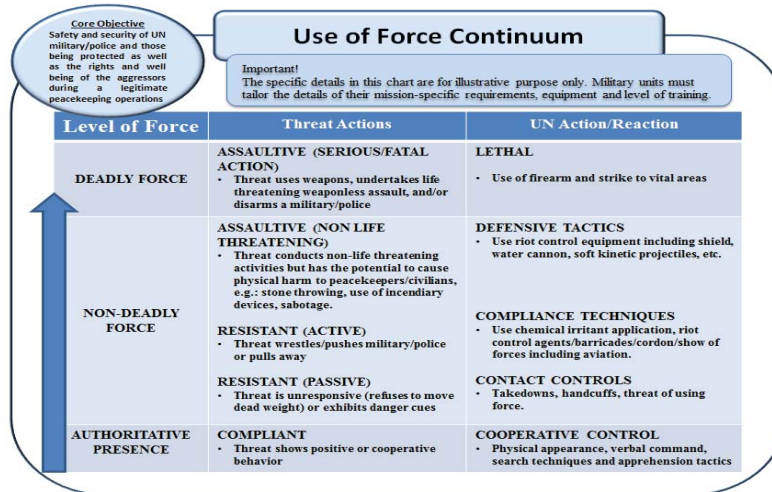 Core Objective
Safety and security of UN
military/police and those
being protected as well
as the rights and well
being of the aggressors
during a legitimate
peacekeeping operations
Use of Force Continuum
Important!
The specific details in this chart are for illustrative purpose only. Military units must
tailor the details of their mission-specific requirements, equipment and level of training.
Level of Force
Threat Actions
UN Action/Reaction
DEADLY FORCE
ASSAULTIVE (SERIOUS/FATAL
ACTION)
• Threat uses weapons, undertakes life
threatening weaponless assault, and/or
disarms a military/police
LETHAL
• Use of firearm and strike to vital areas
NON-DEADLY
FORCE
ASSAULTIVE (NON LIFE
THREATENING)
• Threat conducts non-life threatening
activities but has the potential to cause
physical harm to peacekeepers/civilians,
e.g.: stone throwing, use of incendiary
devices, sabotage.
RESISTANT (ACTIVE)
• Threat wrestles/pushes military/police
or pulls away
RESISTANT (PASSIVE)
• Threat is unresponsive (refuses to move
dead weight) or exhibits danger cues
DEFENSIVE TACTICS
• Use riot control equipment including shield,
water cannon, soft kinetic projectiles, etc.
COMPLIANCE TECHNIQUES
• Use chemical irritant application, riot
control agents/barricades/cordon/show of
forces including aviation.
CONTACT CONTROLS
• Takedowns, handcuffs, threat of using
force.
AUTHORITATIVE
PRESENCE
COMPLIANT
• Threat shows positive or cooperative
behavior
COOPERATIVE CONTROL
• Physical appearance, verbal command,
search techniques and apprehension tactics